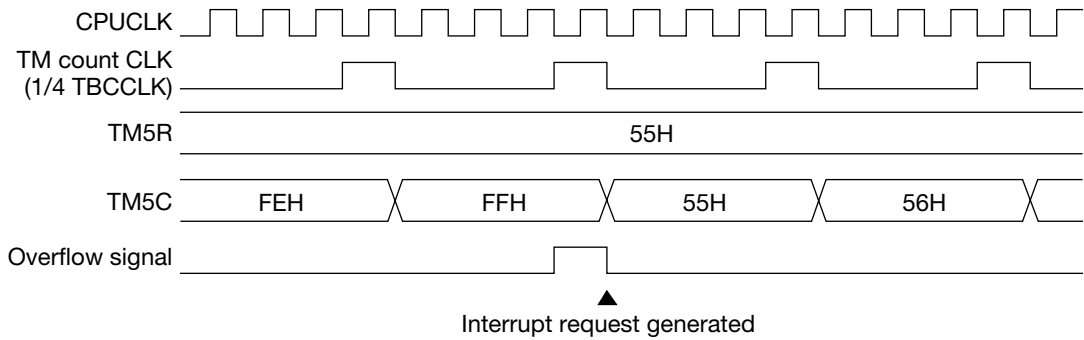 CPUCLK
TM count CLK
(1/4 TBCCLK)
TM5R
55H
TM5C
FEH
FFH
55H
56H
Overflow signal
Interrupt request generated